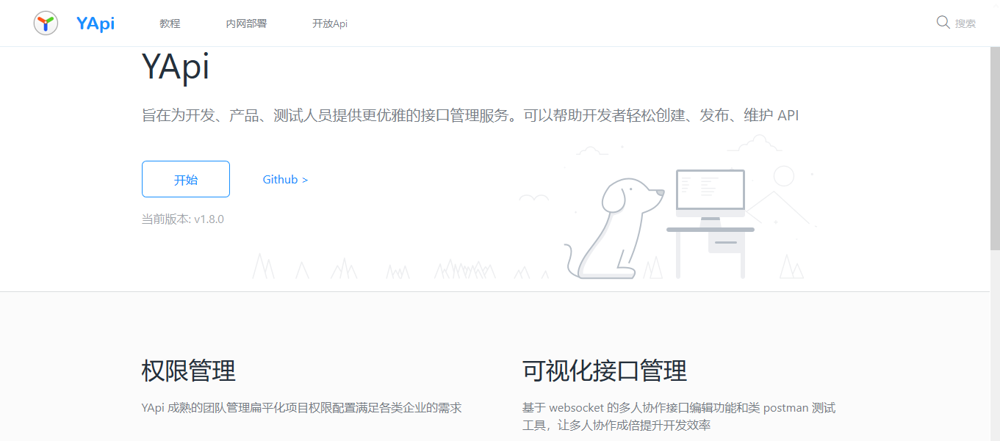 YApi 教程 内网部署 开放Api 搜索
YApi
旨在为开发、产品、测试人员提供更优雅的接口管理服务。可以帮助开发者轻松创建、发布、维护 API
开始 Github >
当前版本: v1.8.0
权限管理
YApi 成熟的团队管理扁平化项目权限配置满足各类企业的需求
可视化接口管理
基于 websocket 的多人协作接口编辑功能和类 postman 测试
工具，让多人协作成倍提升开发效率